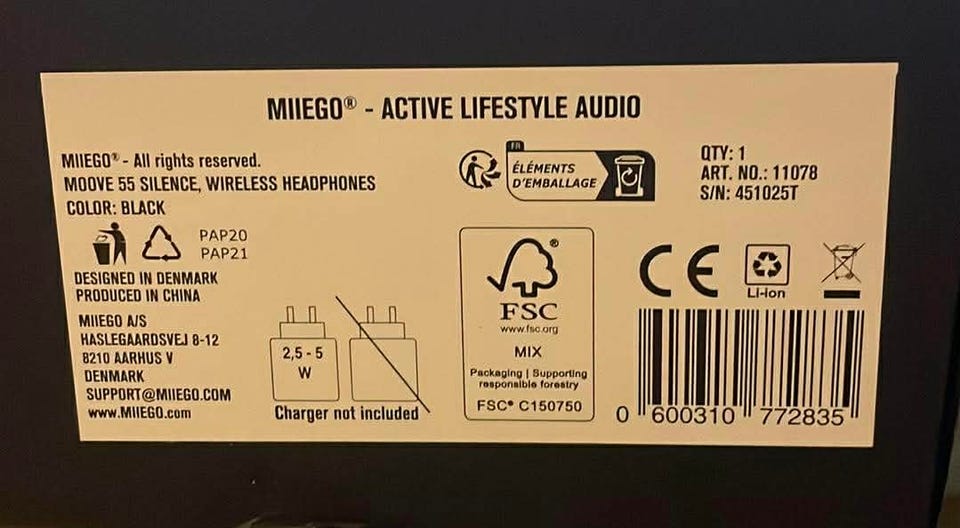 MIIEGO® - ACTIVE LIFESTYLE AUDIO
MIIEGO® - All rights reserved.
MOOVE 55 SILENCE, WIRELESS HEADPHONES
COLOR: BLACK
PAP20
PAP21
DESIGNED IN DENMARK
PRODUCED IN CHINA
MIIEGO A/S
HASLEGAARDSVEJ 8-12
8210 AARHUS V
DENMARK
SUPPORT@MIIEGO.COM
www.MIIEGO.com
2,5 - 5
W
Charger not included
FR
ÉLÉMENTS
D'EMBALLAGE
®
FSC
www.fsc.org
MIX
Packaging | Supporting
responsible forestry
FSC® C150750
QTY: 1
ART. NO.: 11078
S/N: 451025T
CE
Li-ion
0 600310 772835